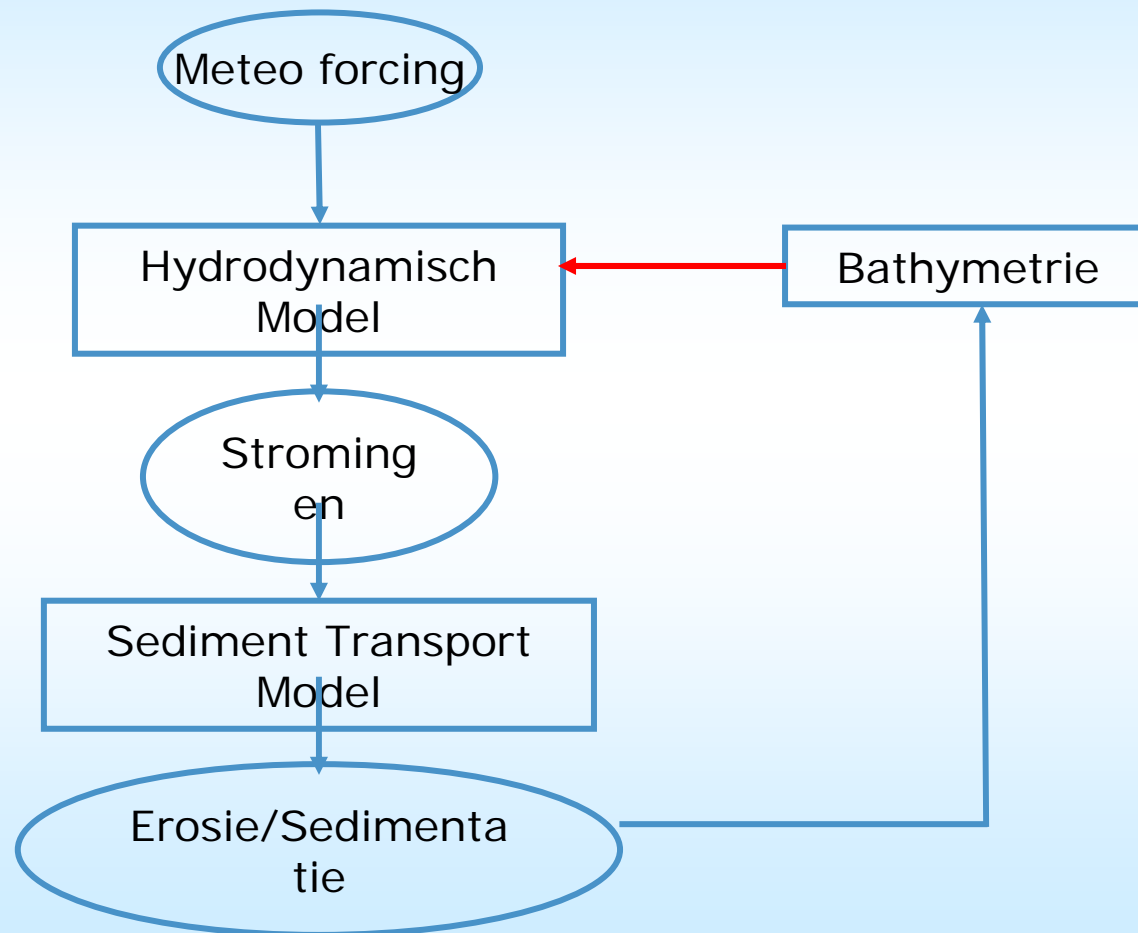 Meteo forcing
Hydrodynamisch
Model
Bathymetrie
Stroming
en
Sediment Transport
Model
Erosie/Sedimenta
tie